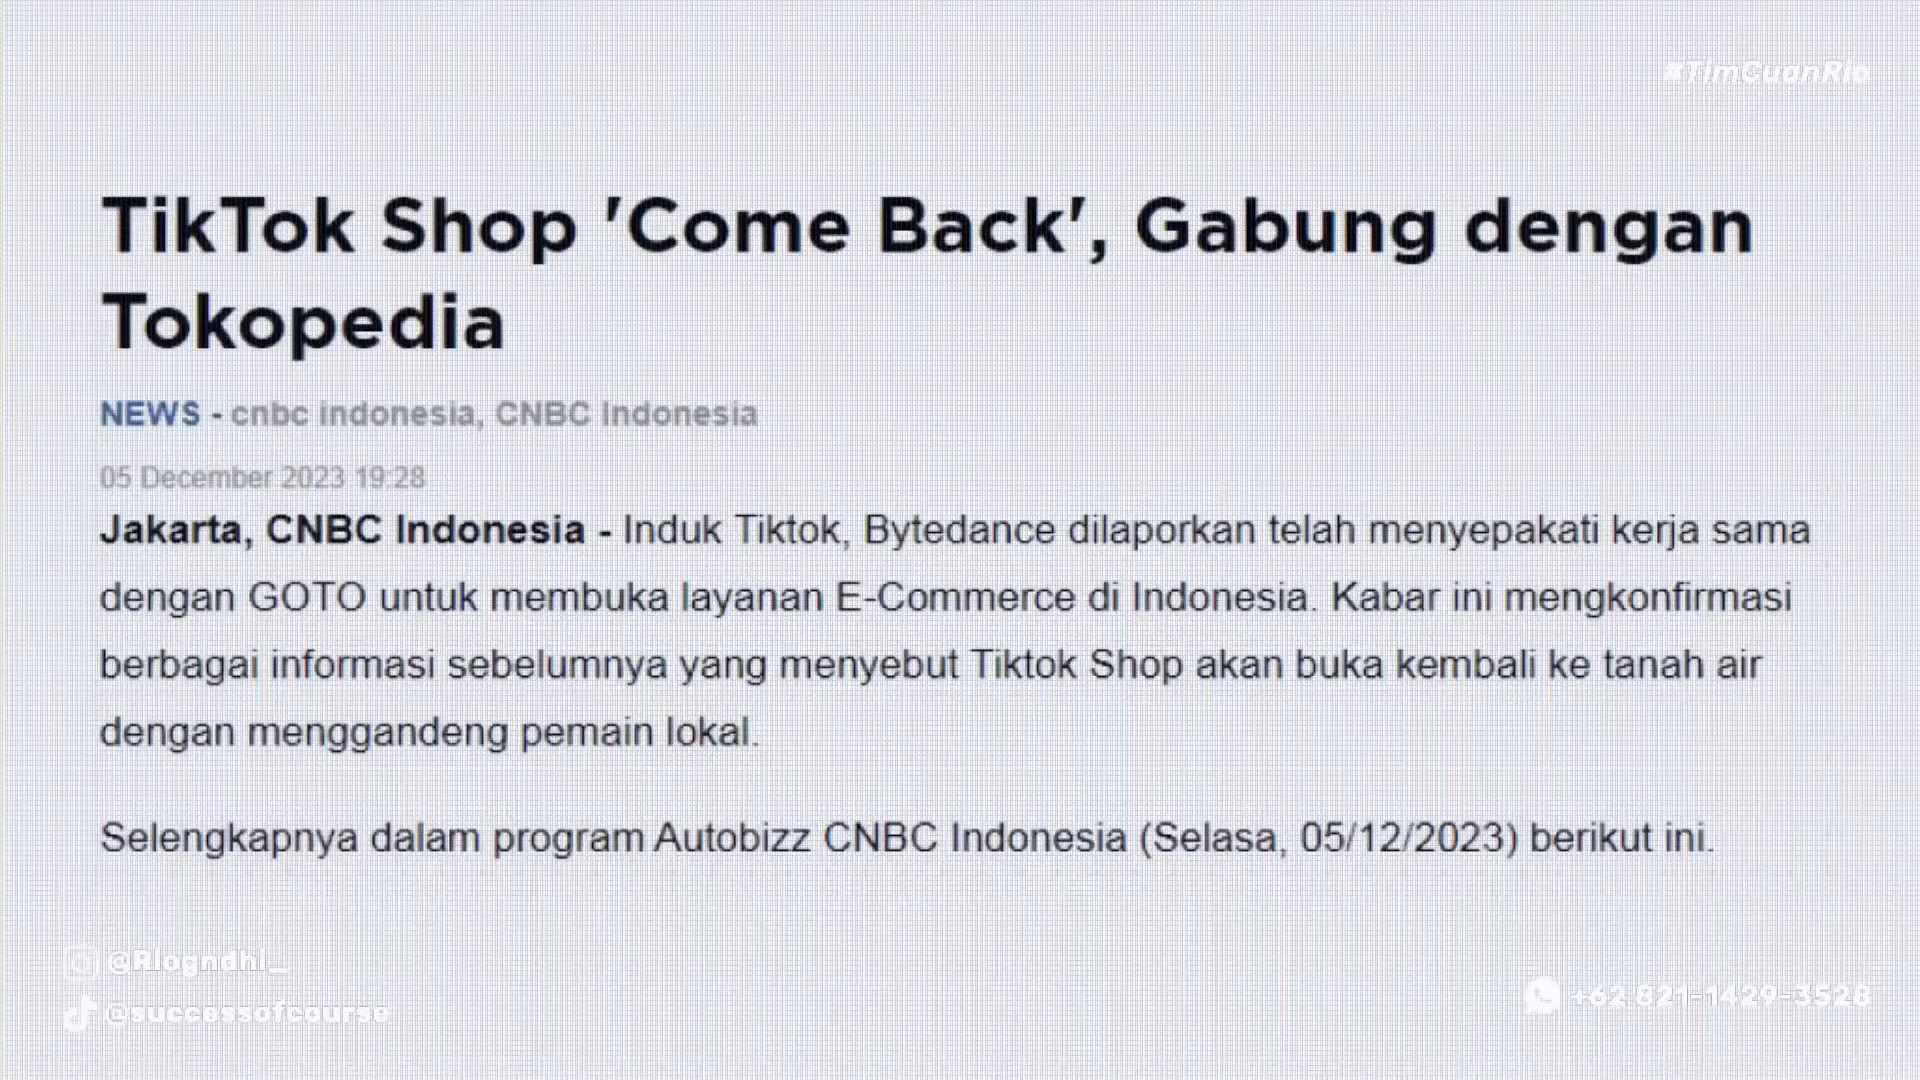 #TimCuanRio
TikTok Shop 'Come Back', Gabung dengan
Tokopedia
NEWS - cnbc indonesia, CNBC Indonesia
05 December 2023 19:28
Jakarta, CNBC Indonesia - Induk Tiktok, Bytedance dilaporkan telah menyepakati kerja sama
dengan GOTO untuk membuka layanan E-Commerce di Indonesia. Kabar ini mengkonfirmasi
berbagai informasi sebelumnya yang menyebut Tiktok Shop akan buka kembali ke tanah air
dengan menggandeng pemain lokal.
Selengkapnya dalam program Autobizz CNBC Indonesia (Selasa, 05/12/2023) berikut ini.
@Riogndhi_
@successofcourse
+62 821-1429-3528